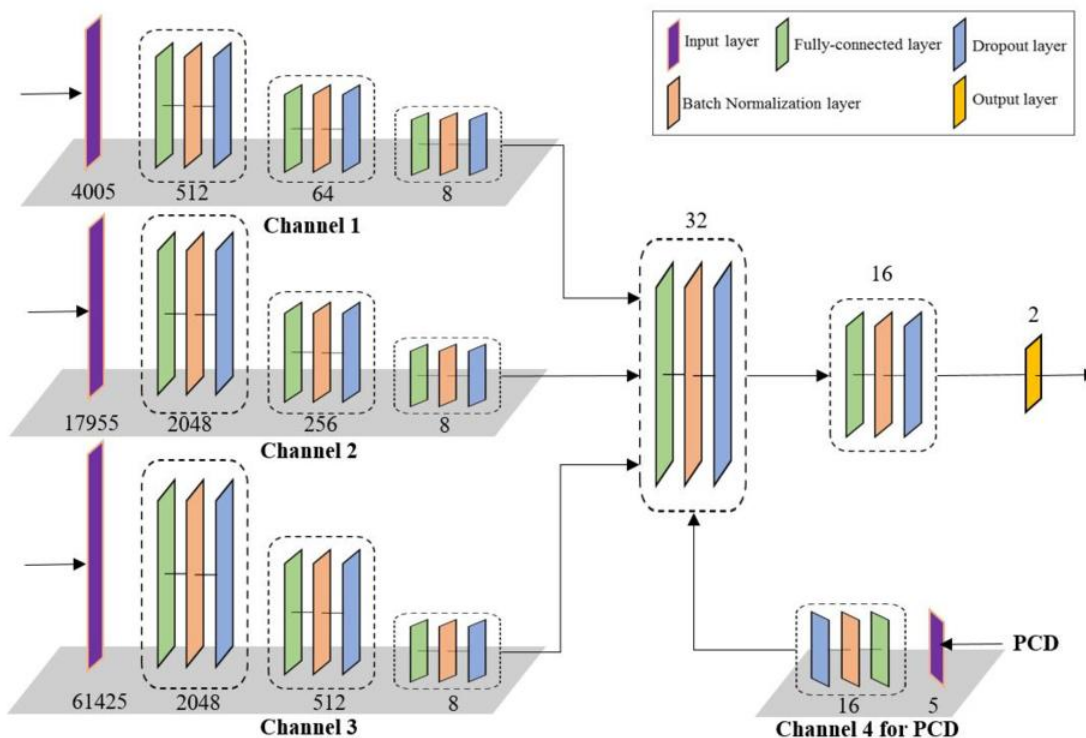 Input layer
Fully-connected layer
Dropout layer
Batch Normalization layer
Output layer
4005
512
64
8
Channel 1
17955
2048
256
8
Channel 2
61425
2048
512
8
Channel 3
32
16
2
PCD
16
5
Channel 4 for PCD